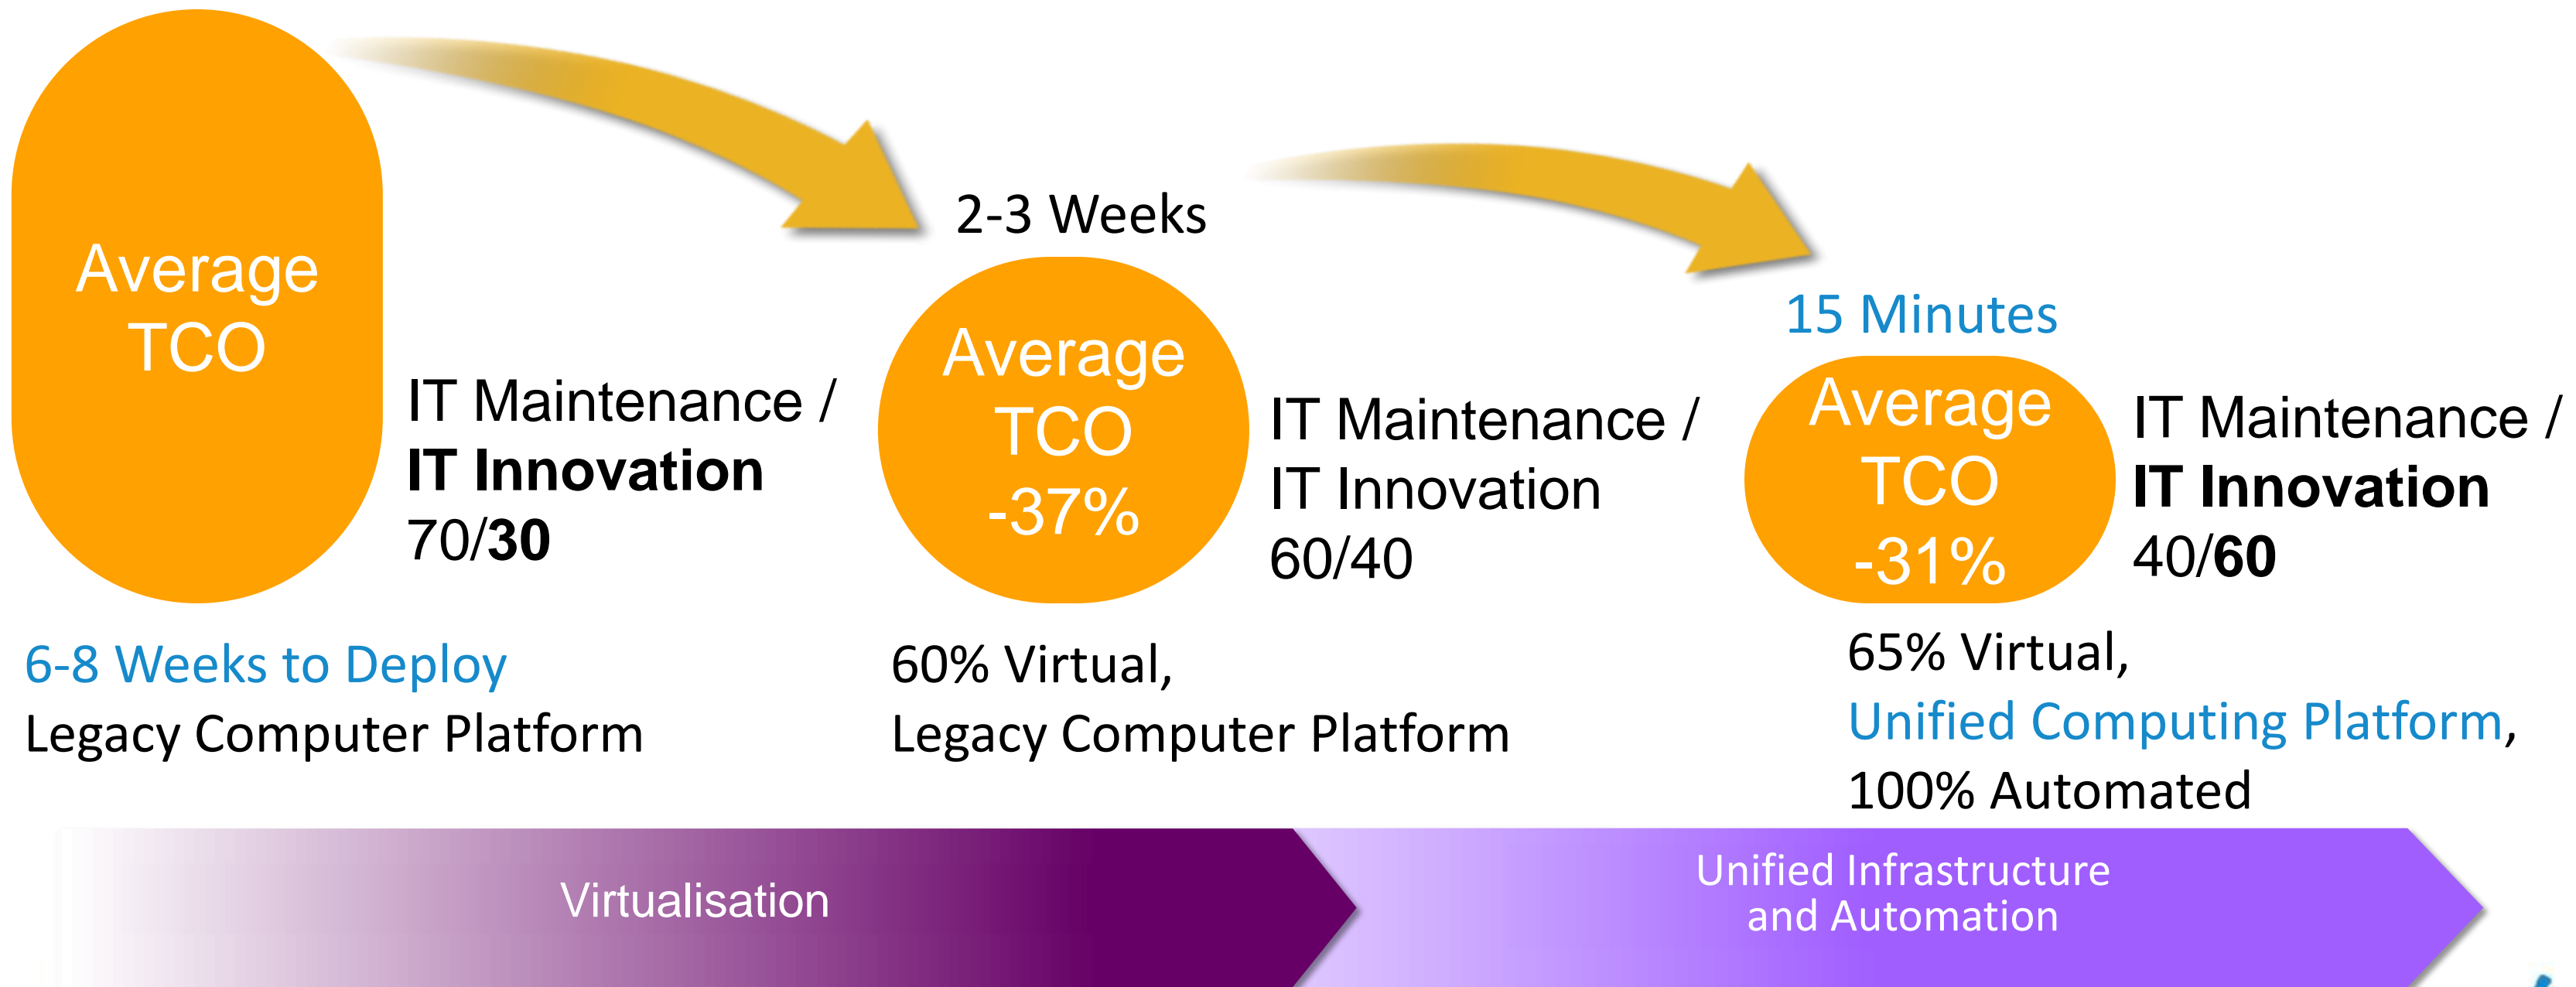 Average
TCO
IT Maintenance /
IT Innovation
70/30
6-8 Weeks to Deploy
Legacy Computer Platform
2-3 Weeks
Average
TCO
-37%
IT Maintenance /
IT Innovation
60/40
60% Virtual,
Legacy Computer Platform
15 Minutes
Average
TCO
-31%
IT Maintenance /
IT Innovation
40/60
65% Virtual,
Unified Computing Platform,
100% Automated
Virtualisation
Unified Infrastructure
and Automation